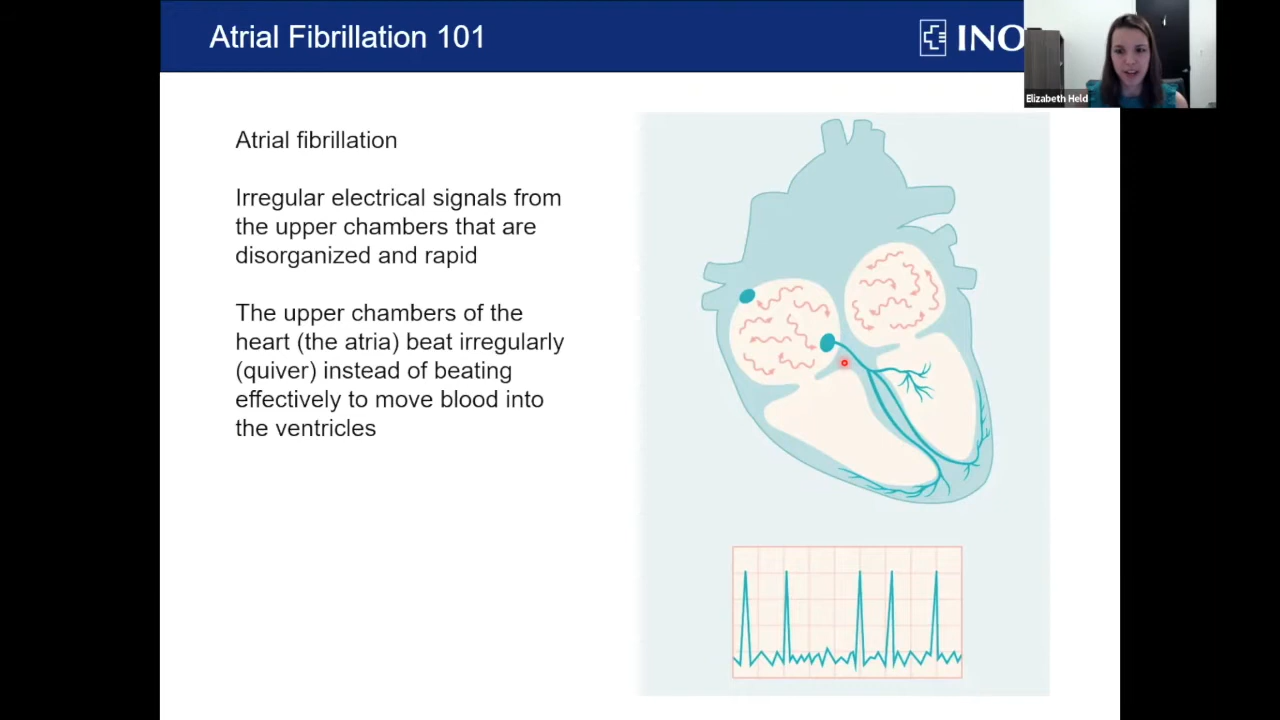 Atrial Fibrillation 101
INO
Elizabeth Held
Atrial fibrillation
Irregular electrical signals from
the upper chambers that are
disorganized and rapid
The upper chambers of the
heart (the atria) beat irregularly
(quiver) instead of beating
effectively to move blood into
the ventricles